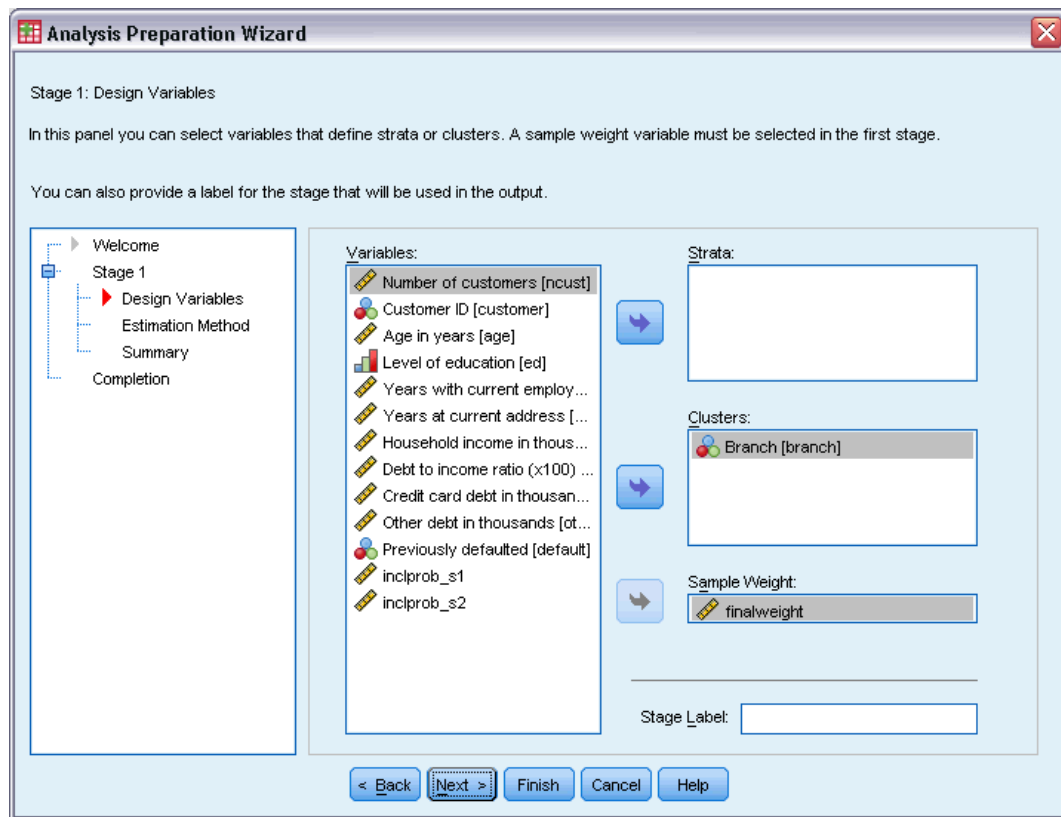 Analysis Preparation Wizard
Stage 1: Design Variables
In this panel you can select variables that define strata or clusters. A sample weight variable must be selected in the first stage.
You can also provide a label for the stage that will be used in the output.
Welcome
Stage 1
Design Variables
Estimation Method
Summary
Completion
Variables:
Number of customers [ncust]
Customer ID [customer]
Age in years [age]
Level of education [ed]
Years with current employ...
Years at current address [...
Household income in thous...
Debt to income ratio (x100) ...
Credit card debt in thousan...
Other debt in thousands [ot...
Previously defaulted [default]
inclprob_s1
inclprob_s2
Strata:
Clusters:
Branch [branch]
Sample Weight:
finalweight
Stage Label:
< Back
Next >
Finish
Cancel
Help